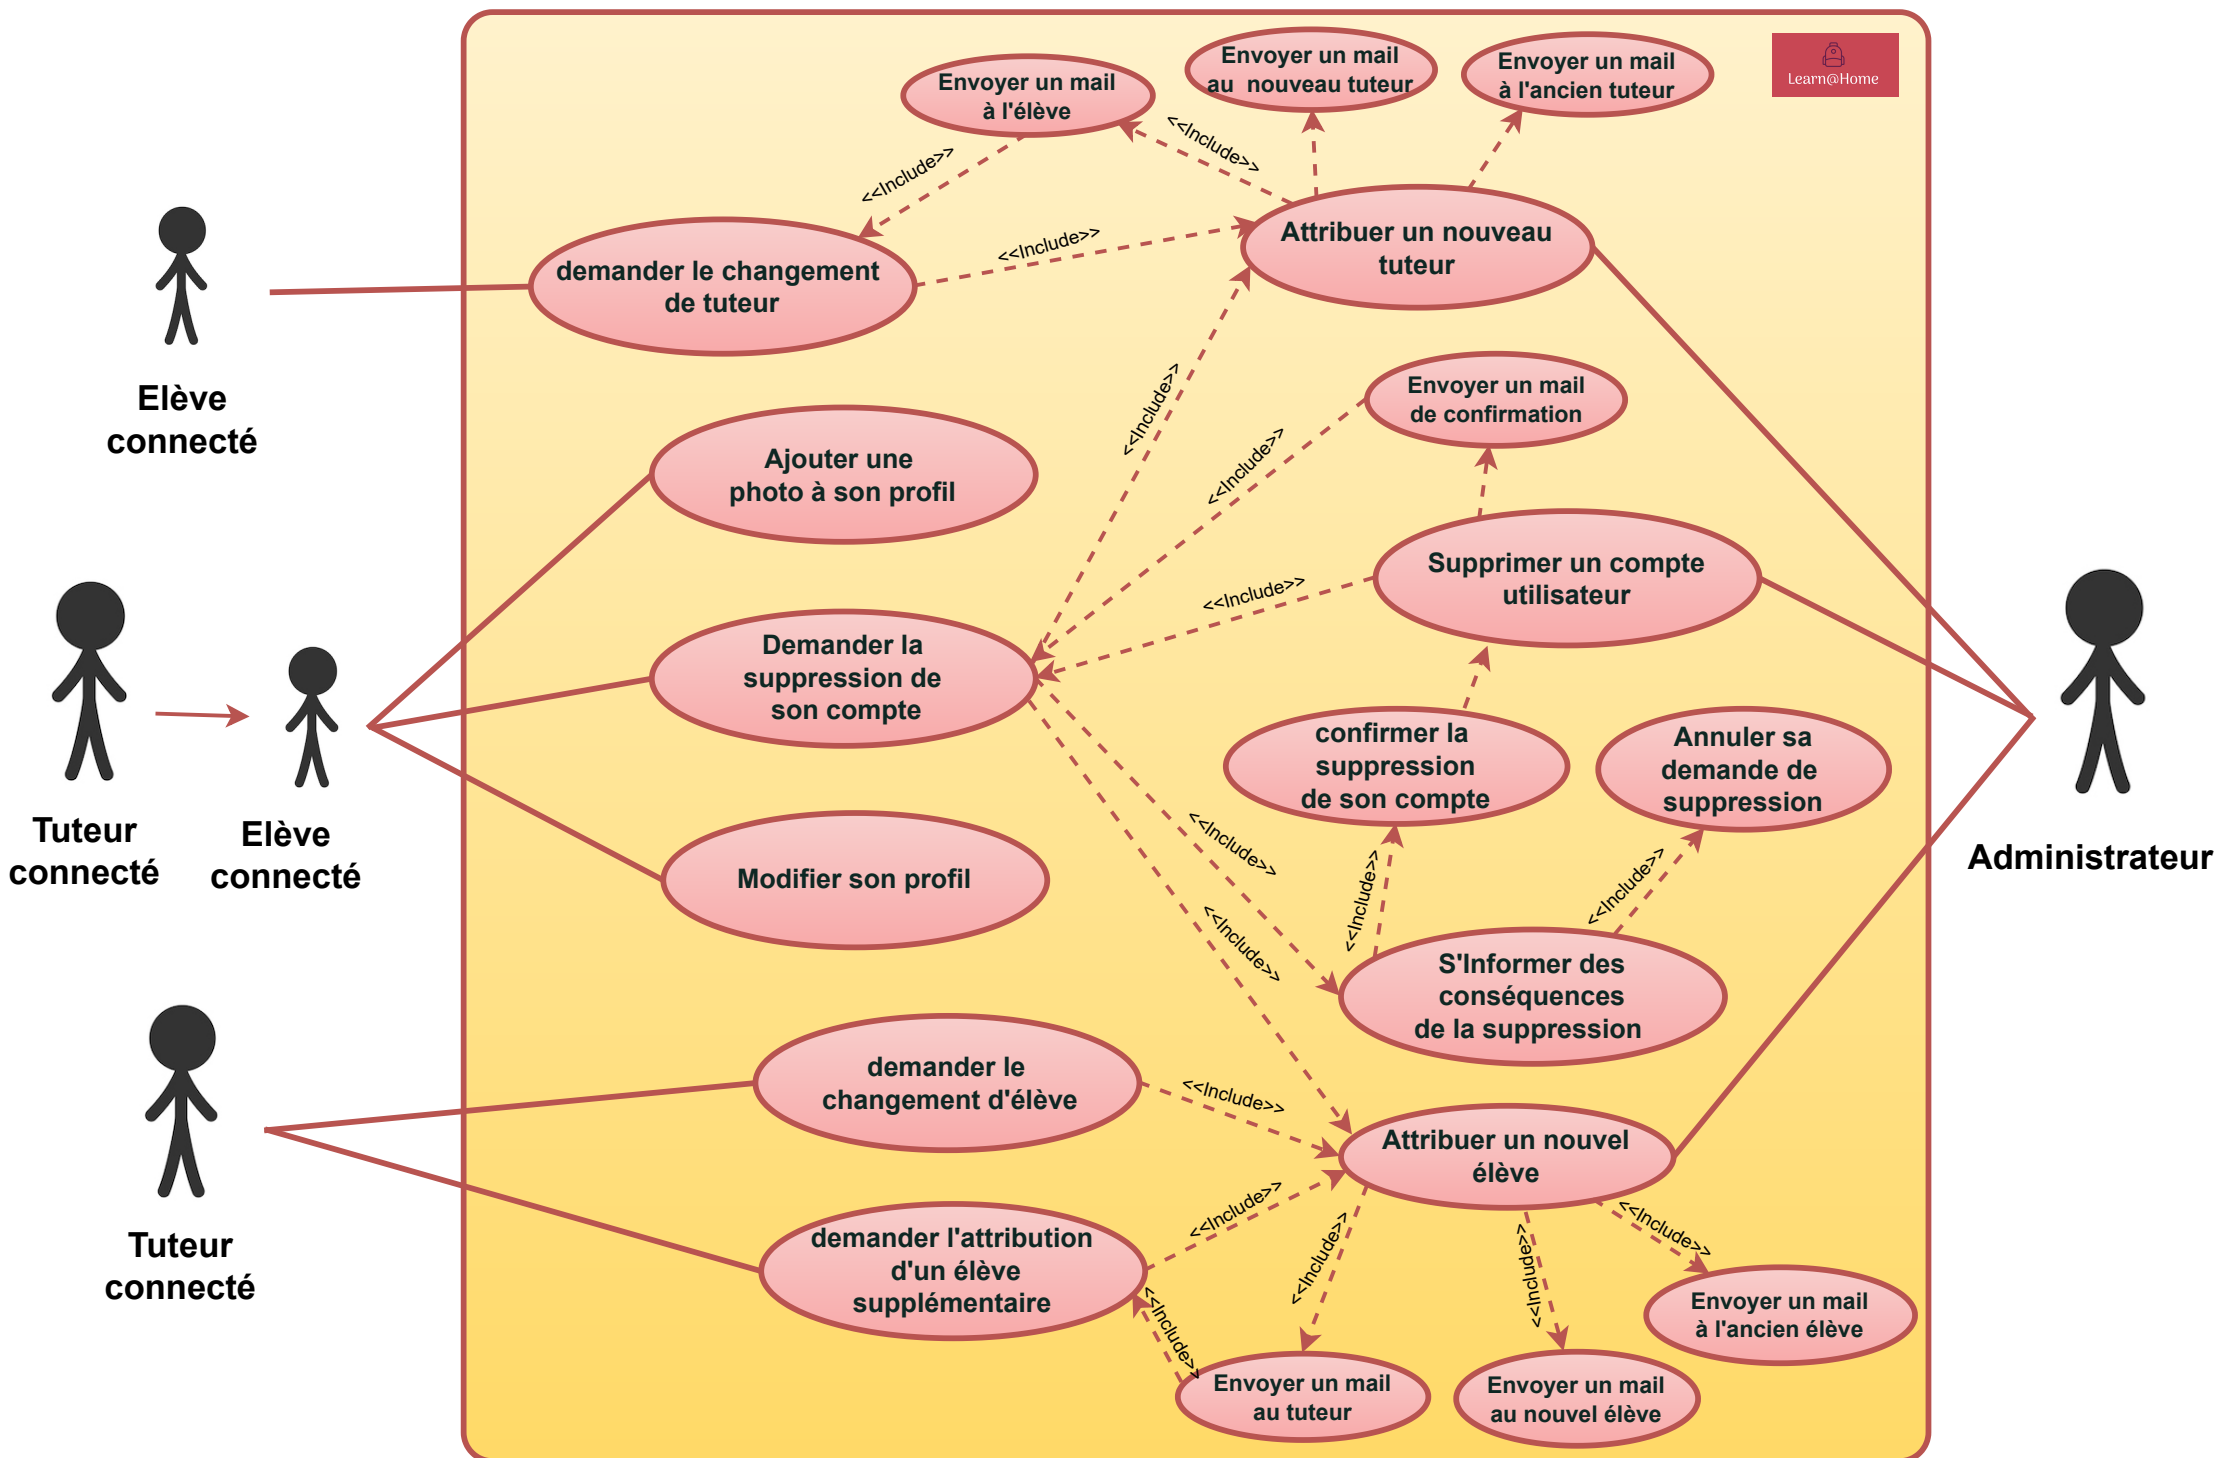 Envoyer un mail
à l'élève
Envoyer un mail
au nouveau tuteur
Envoyer un mail
à l'ancien tuteur
Learn@Home
<<Include>>
<<Include>>
demander le changement
de tuteur
<<Include>>
Attribuer un nouveau
tuteur
Elève
connecté
<<Include>>
Envoyer un mail
de confirmation
Ajouter une
photo à son profil
<<Include>>
Supprimer un compte
utilisateur
<<Include>>
Demander la
suppression de
son compte
confirmer la
suppression
de son compte
Annuler sa
demande de
suppression
Tuteur
connecté
Elève
connecté
Administrateur
<<Include>>
<<Include>>
<<Include>>
Modifier son profil
<<Include>>
S'Informer des
conséquences
de la suppression
demander le
changement d'élève
<<Include>>
Attribuer un nouvel
élève
Tuteur
connecté
demander l'attribution
d'un élève
supplémentaire
<<Include>>
<<Include>>
<<Include>>
<<Include>>
<<Include>>
Envoyer un mail
à l'ancien élève
Envoyer un mail
au tuteur
Envoyer un mail
au nouvel élève